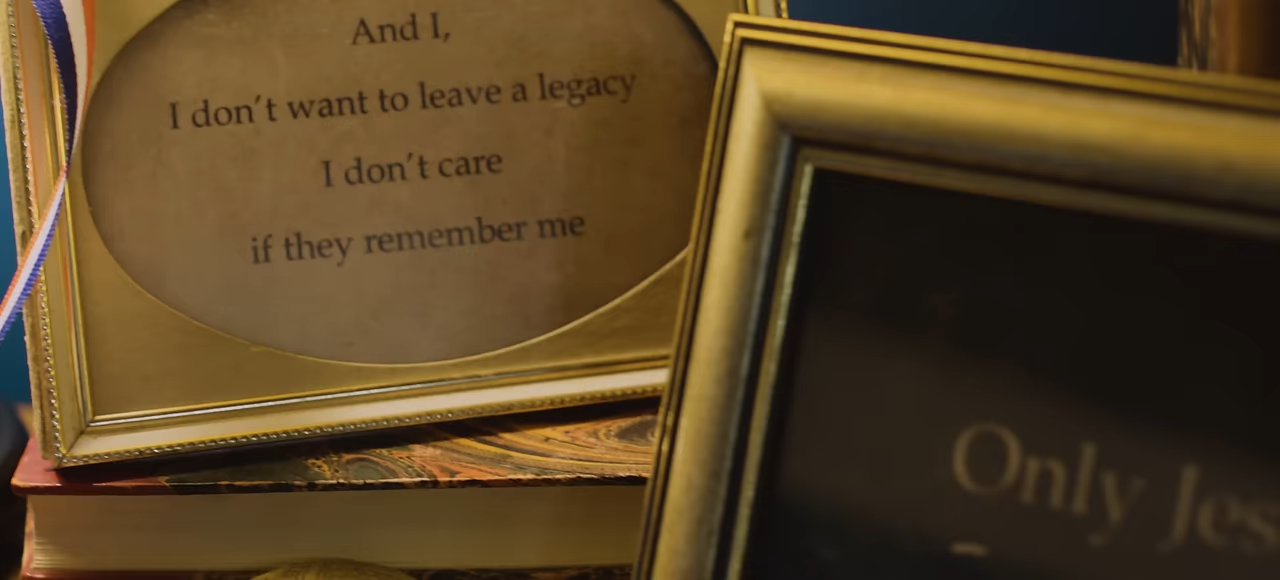 And I,
I don't want to leave a legacy
I don't care
if they remember me
Only